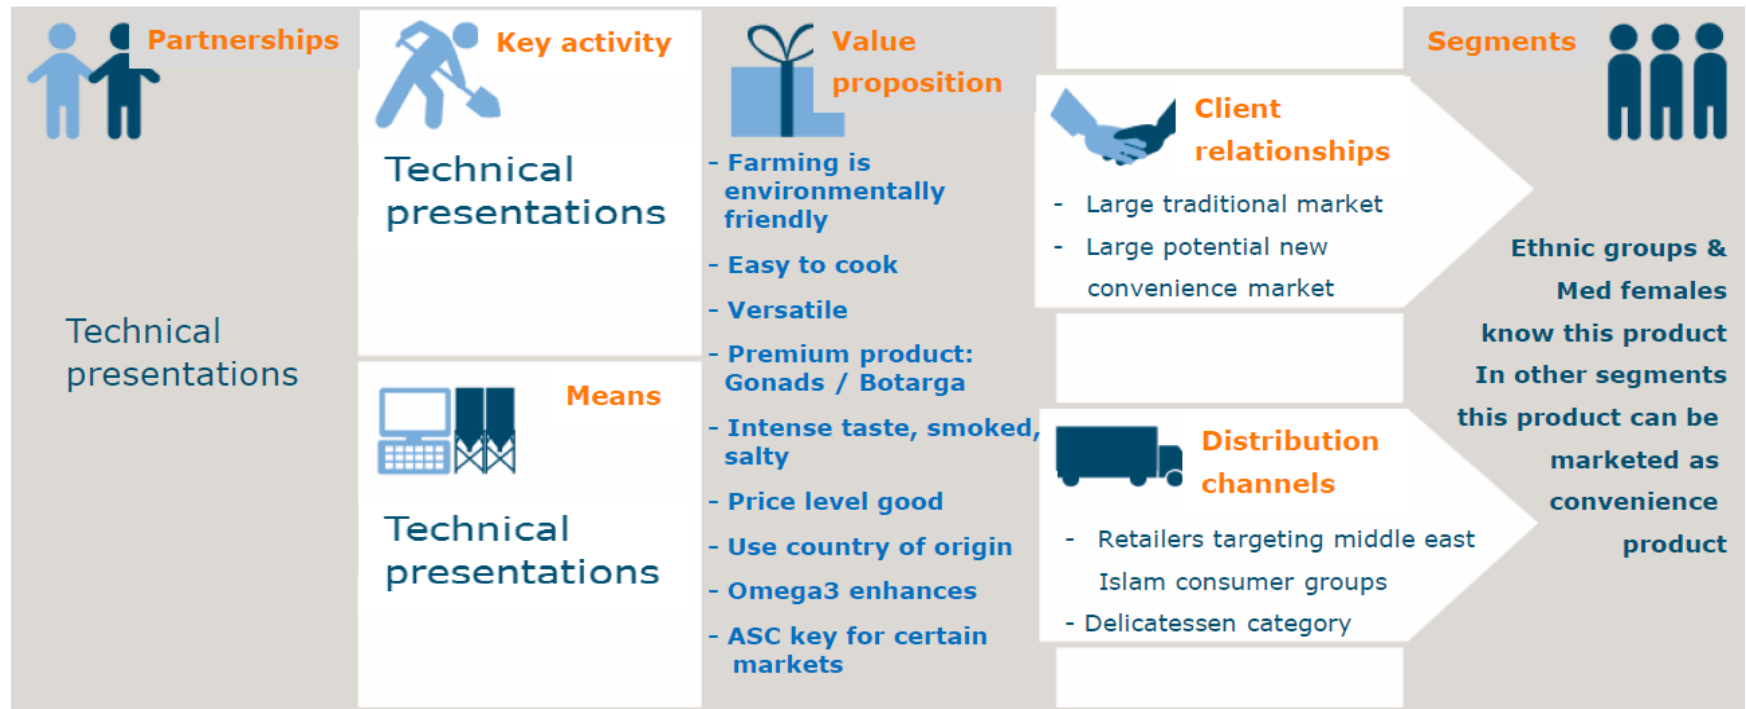 Partnerships
Technical
presentations
Key activity
Technical
presentations
Means
Technical
presentations
Value
proposition
- Farming is
environmentally
friendly
- Easy to cook
- Versatile
- Premium product:
Gonads / Botarga
- Intense taste, smoked,
salty
- Price level good
- Use country of origin
- Omega3 enhances
- ASC key for certain
markets
Client
relationships
- Large traditional market
- Large potential new
convenience market
Distribution
channels
- Retailers targeting middle east
Islam consumer groups
- Delicatessen category
Segments
Ethnic groups &
Med females
know this product
In other segments
this product can be
marketed as
convenience
product